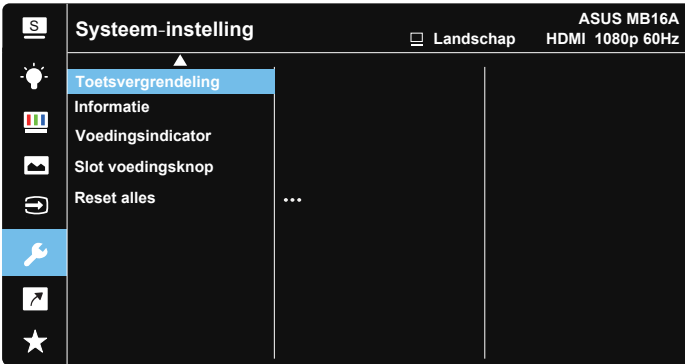 S
Systeem-instelling
Landschap
ASUS MB16A
HDMI 1080p 60Hz
Toetsvergrendeling
Informatie
Voedingsindicator
Slot voedingsknop
Reset alles ...